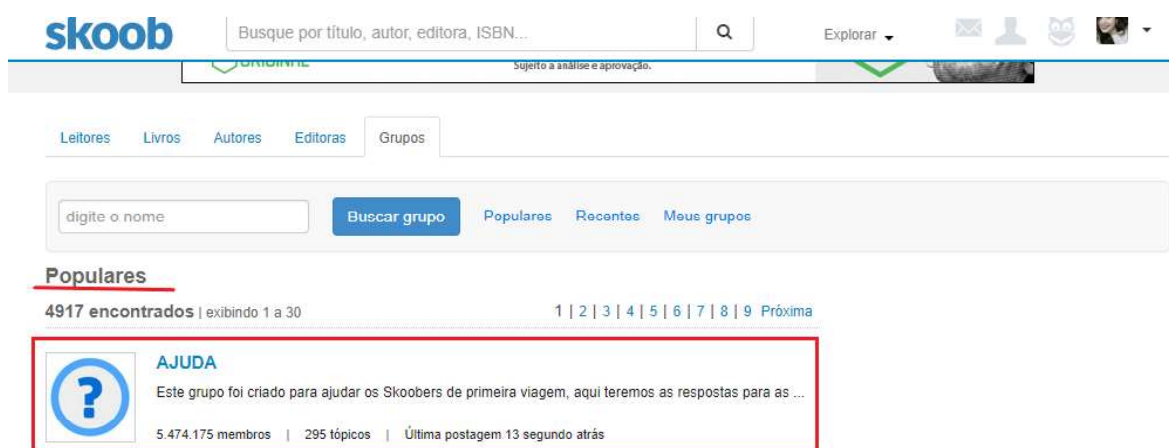 skoob
Busque por título, autor, editora, ISBN...
Explorar
ORIGINAL
Sujeito a análise e aprovação.
Leitores Livros Autores Editoras Grupos
digite o nome
Buscar grupo Populares Recentes Meus grupos
Populares
4917 encontrados | exibindo 1 a 30
1 | 2 | 3 | 4 | 5 | 6 | 7 | 8 | 9 Próxima
?
AJUDA
Este grupo foi criado para ajudar os Skoobers de primeira viagem, aqui teremos as respostas para as ...
5.474.175 membros | 295 tópicos | Última postagem 13 segundo atrás